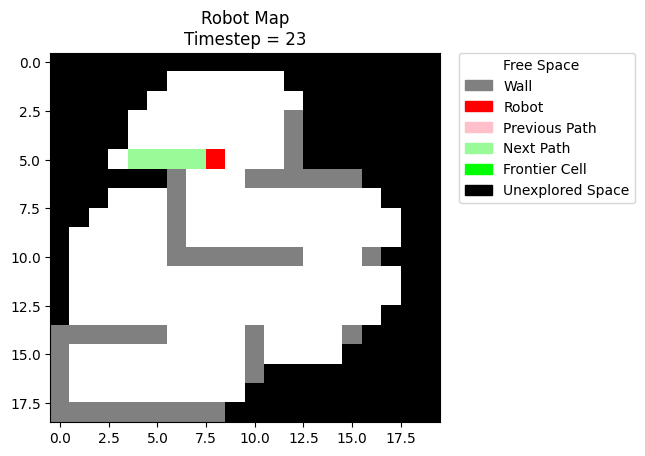 Robot Map
Timestep = 23
Free Space
Wall
Robot
Previous Path
Next Path
Frontier Cell
Unexplored Space
0.0
2.5
5.0
7.5
10.0
12.5
15.0
17.5
0.0 2.5 5.0 7.5 10.0 12.5 15.0 17.5